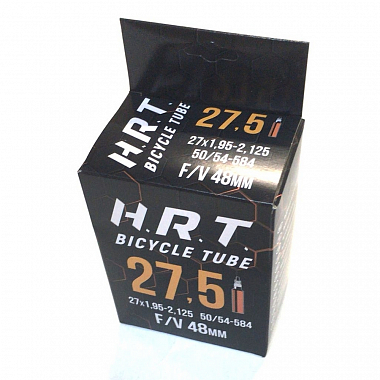 H.R.T.
BICYCLE TUBE
27,5
27x1,95-2,125
50/54-584
F/V 48MM
H.R.T.
BICYCLE TUBE
27,5
27x1,95-2,125 50/54-584
F/V 48MM